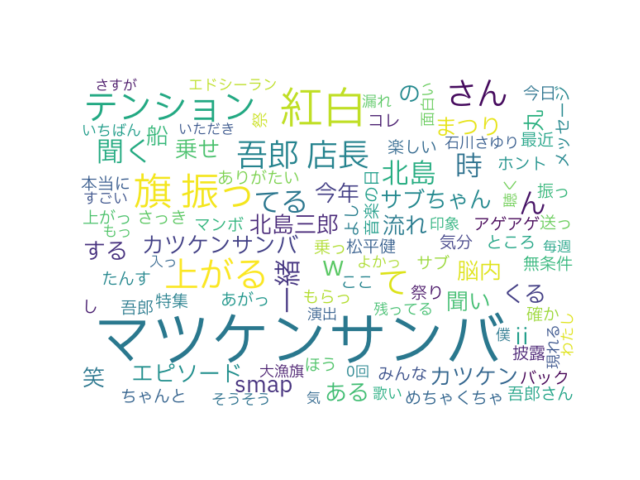 さすが
エドシーラン
テンション
紅白
漏れ
の
さん
今日
メッセージ
祭
コレ
面白い
まつり
丸
いちばん
船
いただき
聞く
乗せ
吾郎 店長
楽しい
石川さゆり
最近
ホント
本当に
すごい
ありがたい
旗 振っ
てる
今年
音楽の日
北島
サブちゃん
時
聴く
ん
振っ
上がっ
さっき
もっ
マンボ
北島三郎
よし
流れ
印象
アゲアゲ
送っ
する
カツケンサンバ
乗っ
松平健
気分
ところ
毎週
入っ
上がる
一緒
w
よかっ
サブ
て
脳内
無条件
たんす
ここ
し
吾郎
特集
あがっ
もらっ
祭り
聞い
くる
演出
残ってる
確か
マツケンサンバ
僕
ii
わたし
現れる
披露
笑
エピソード
大漁旗
ほう
0回
みんな
カツケン
バック
smap
ある
歌い
ちゃんと
そうそう
気
めちゃくちゃ
吾郎さん